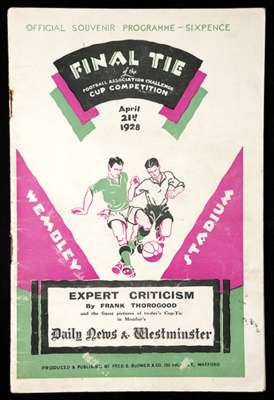 OFFICIAL SOUVENIR PROGRAMME - SIXPENCE
FINAL TIE
of the
FOOTBALL ASSOCIATION CHALLENGE
CUP COMPETITION
April
21st
1928
WEMBLEY
STADIUM
EXPERT CRITICISM
By FRANK THOROGOOD
and the finest pictures of to-day's Cup-Tie
in Monday's
Daily News & Westminster
PRODUCED & PUBLISHED BY FRED E. BUDGEN & CO. WATFORD